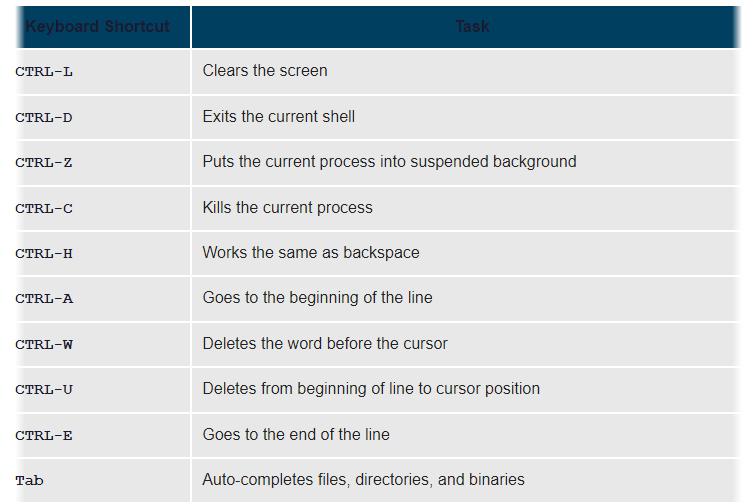 Keyboard Shortcut Task
CTRL-L Clears the screen
CTRL-D Exits the current shell
CTRL-Z Puts the current process into suspended background
CTRL-C Kills the current process
CTRL-H Works the same as backspace
CTRL-A Goes to the beginning of the line
CTRL-W Deletes the word before the cursor
CTRL-U Deletes from beginning of line to cursor position
CTRL-E Goes to the end of the line
Tab Auto-completes files, directories, and binaries